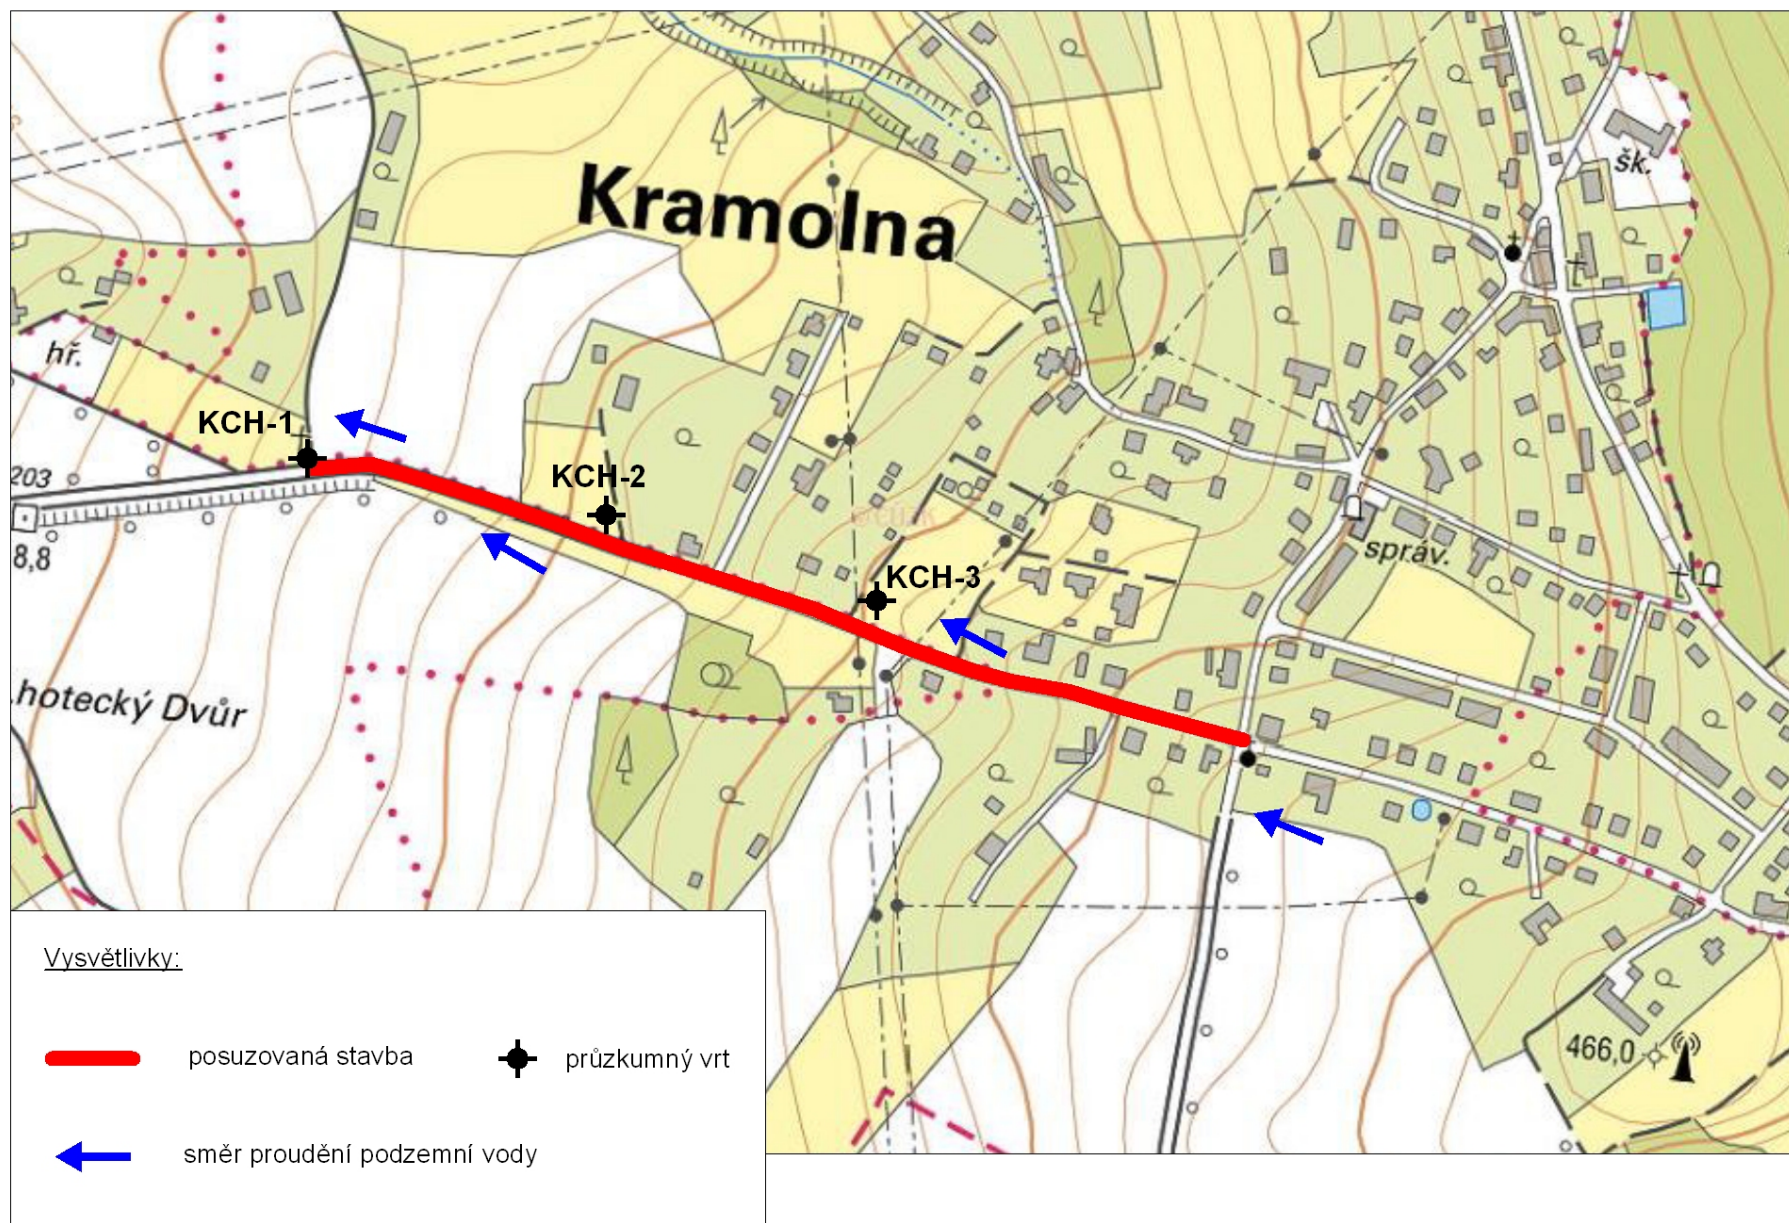 Kramolna
šk.
hř.
KCH-1
203
KCH-2
8,8
KCH-3
správ.
hotecký Dvůr
466,0
Vysvětlivky:
posuzovaná stavba
průzkumný vrt
směr proudění podzemní vody